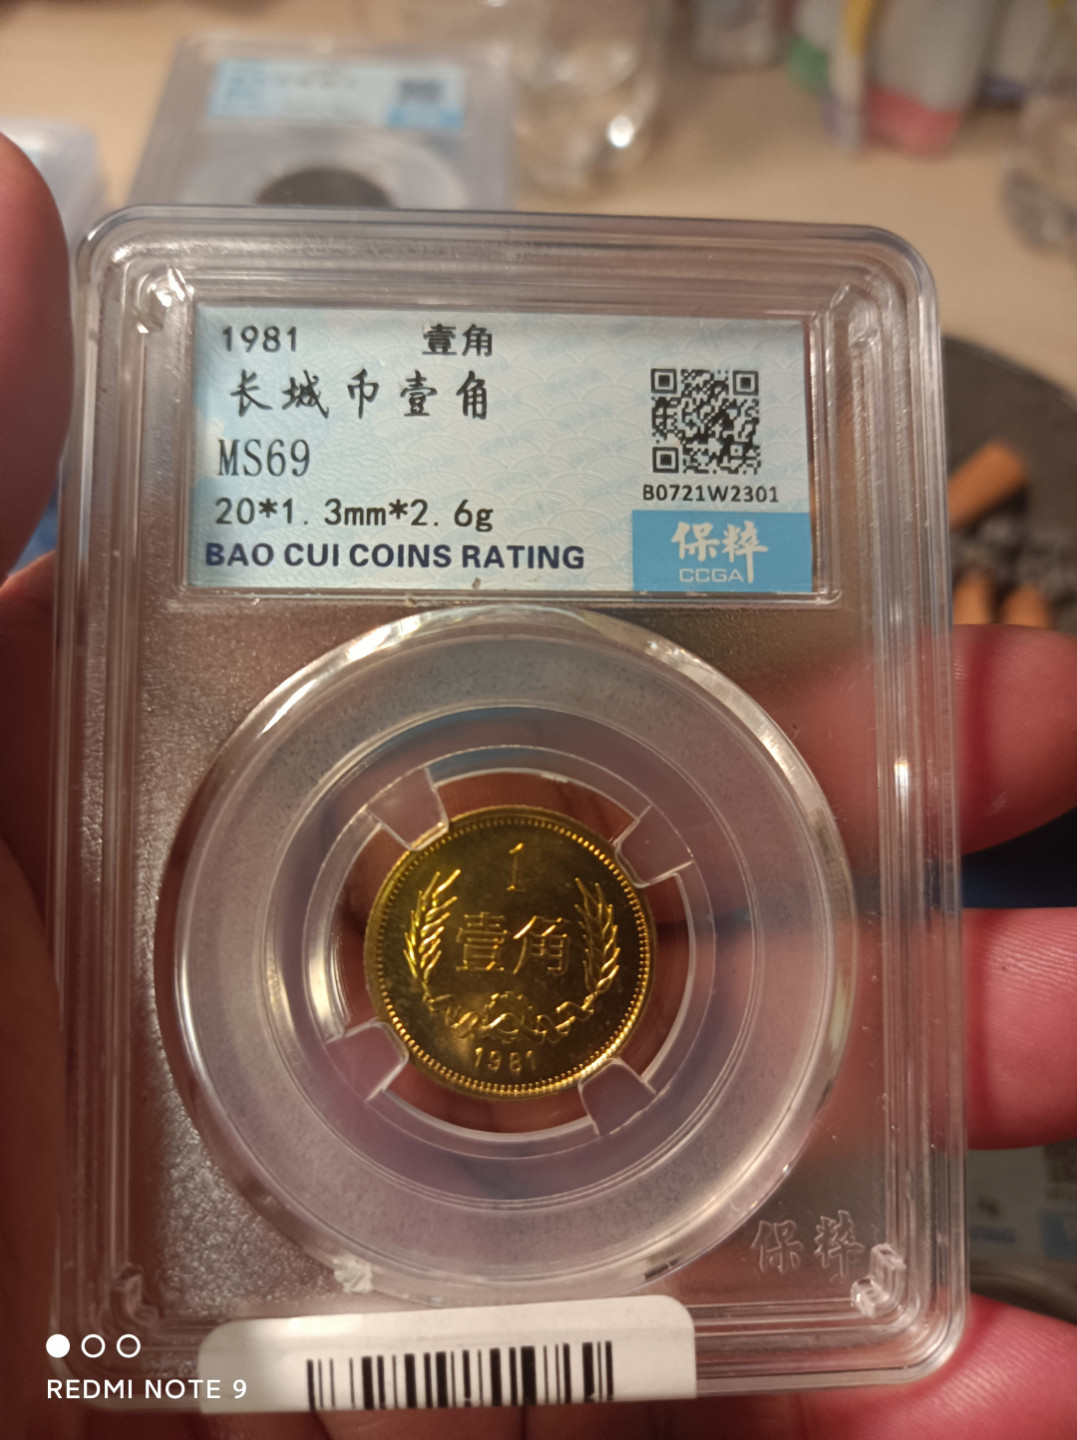 1981 壹角
长城币壹角
MS69
20*1.3mm*2.6g
BAO CUI COINS RATING
B0721W2301
保粹
CCGA
1
壹角
1981
保粹
REDMI NOTE 9